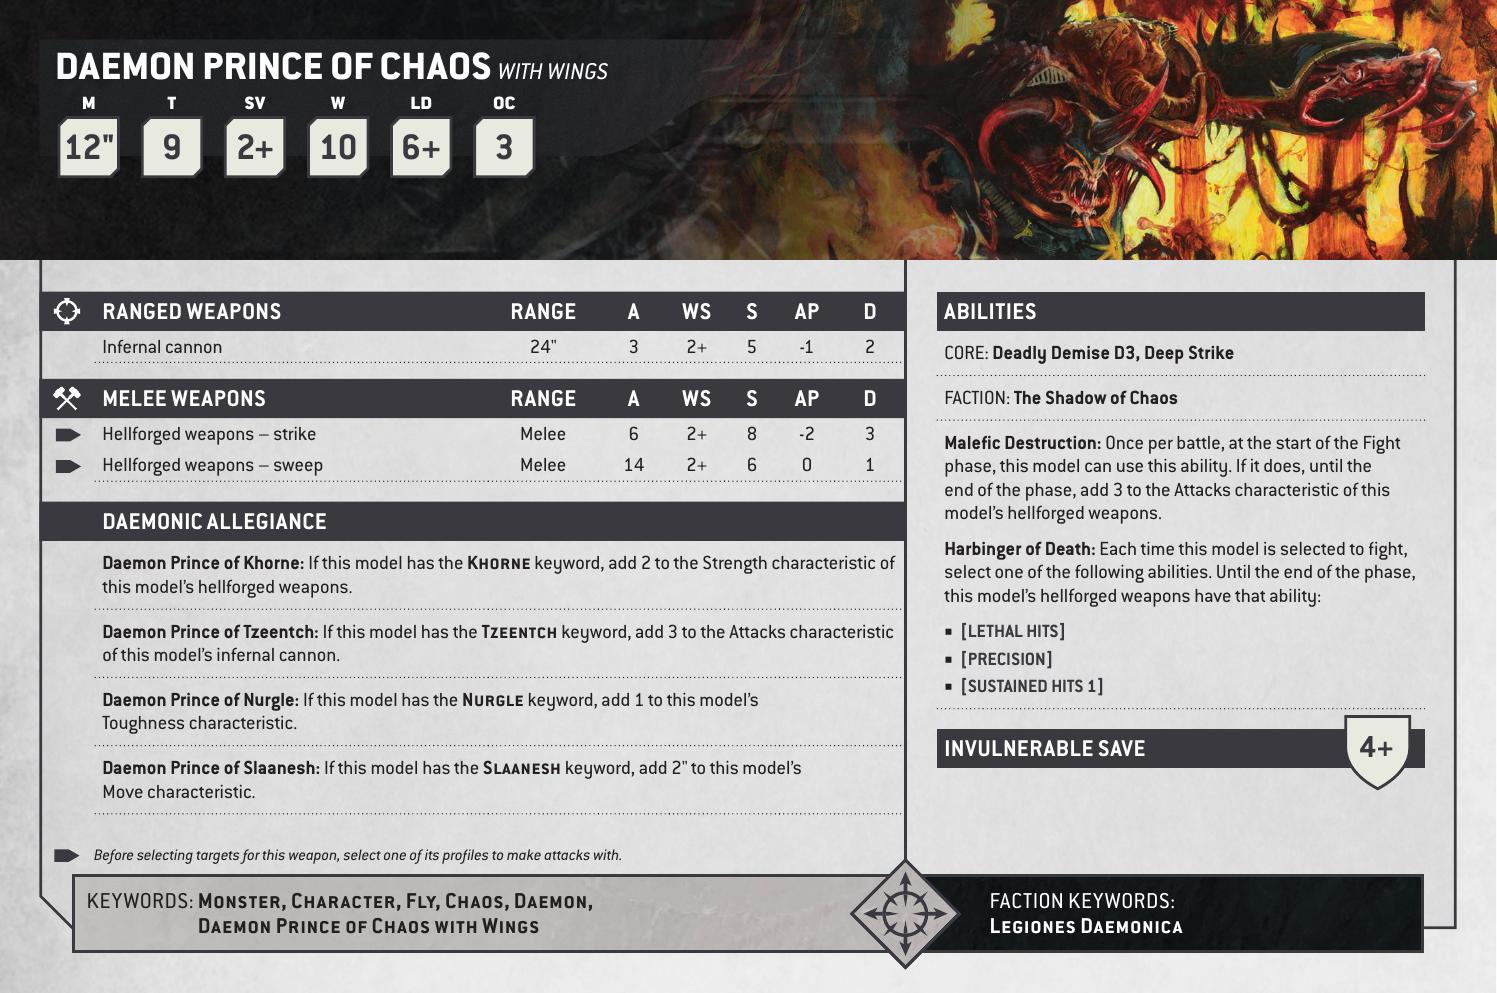 DAEMON PRINCE OF CHAOS WITH WINGS
M T SV W LD OC
12" 9 2+ 10 6+ 3
RANGED WEAPONS RANGE A WS S AP D
Infernal cannon 24" 3 2+ 5 -1 2
MELEE WEAPONS RANGE A WS S AP D
Hellforged weapons – strike Melee 6 2+ 8 -2 3
Hellforged weapons – sweep Melee 14 2+ 6 0 1
DAEMONIC ALLEGIANCE
Daemon Prince of Khorne: If this model has the KHORNE keyword, add 2 to the Strength characteristic of
this model's hellforged weapons.
Daemon Prince of Tzeentch: If this model has the TZEENTCH keyword, add 3 to the Attacks characteristic
of this model's infernal cannon.
Daemon Prince of Nurgle: If this model has the NURGLE keyword, add 1 to this model's
Toughness characteristic.
Daemon Prince of Slaanesh: If this model has the SLAANESH keyword, add 2" to this model's
Move characteristic.
Before selecting targets for this weapon, select one of its profiles to make attacks with.
ABILITIES
CORE: Deadly Demise D3, Deep Strike
FACTION: The Shadow of Chaos
Malefic Destruction: Once per battle, at the start of the Fight
phase, this model can use this ability. If it does, until the
end of the phase, add 3 to the Attacks characteristic of this
model's hellforged weapons.
Harbinger of Death: Each time this model is selected to fight,
select one of the following abilities. Until the end of the phase,
this model's hellforged weapons have that ability:
▪ [LETHAL HITS]
▪ [PRECISION]
▪ [SUSTAINED HITS 1]
INVULNERABLE SAVE 4+
KEYWORDS: MONSTER, CHARACTER, FLY, CHAOS, DAEMON,
DAEMON PRINCE OF CHAOS WITH WINGS
FACTION KEYWORDS:
LEGIONES DAEMONICA